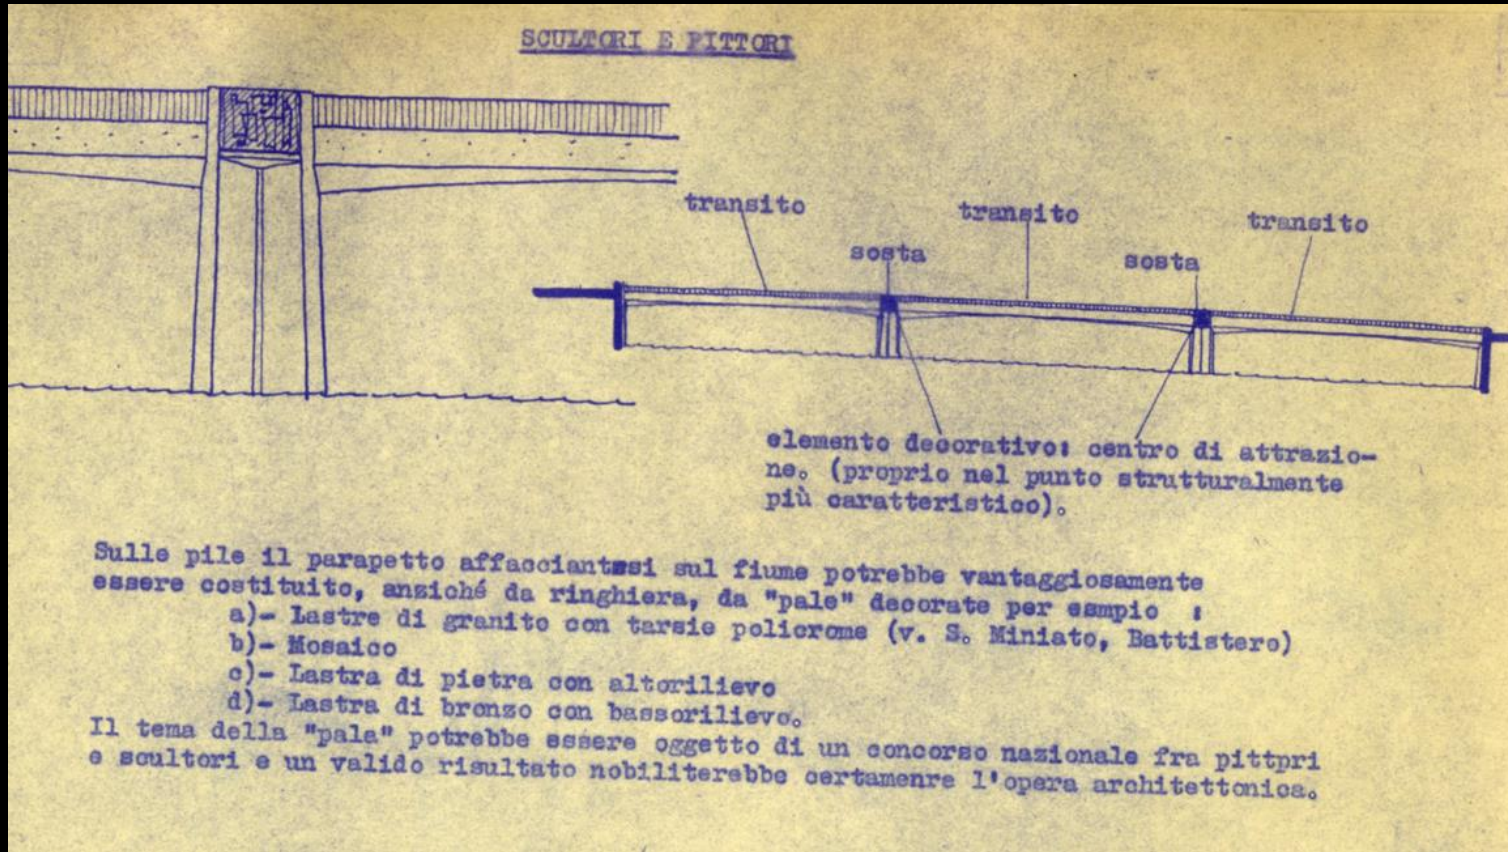 SCULTORI E PITTORI
transito
transito
transito
sosta
sosta
elemento decorativo: centro di attrazio-
ne. (proprio nel punto strutturalmente
più caratteristico).
Sulle pile il parapetto affacciantesi sul fiume potrebbe vantaggiosamente
essere costituito, anziché da ringhiera, da "pale" decorate per esmpio :
a)- Lastre di granito con tarsie policrome (v. S. Miniato, Battistero)
b)- Mosaico
c)- Lastra di pietra con altorilievo
d)- Lastra di bronzo con bassorilievo.
Il tema della "pala" potrebbe essere oggetto di un concorso nazionale fra pittpri
e scultori e un valido risultato nobiliterebbe certamenre l'opera architettonica.